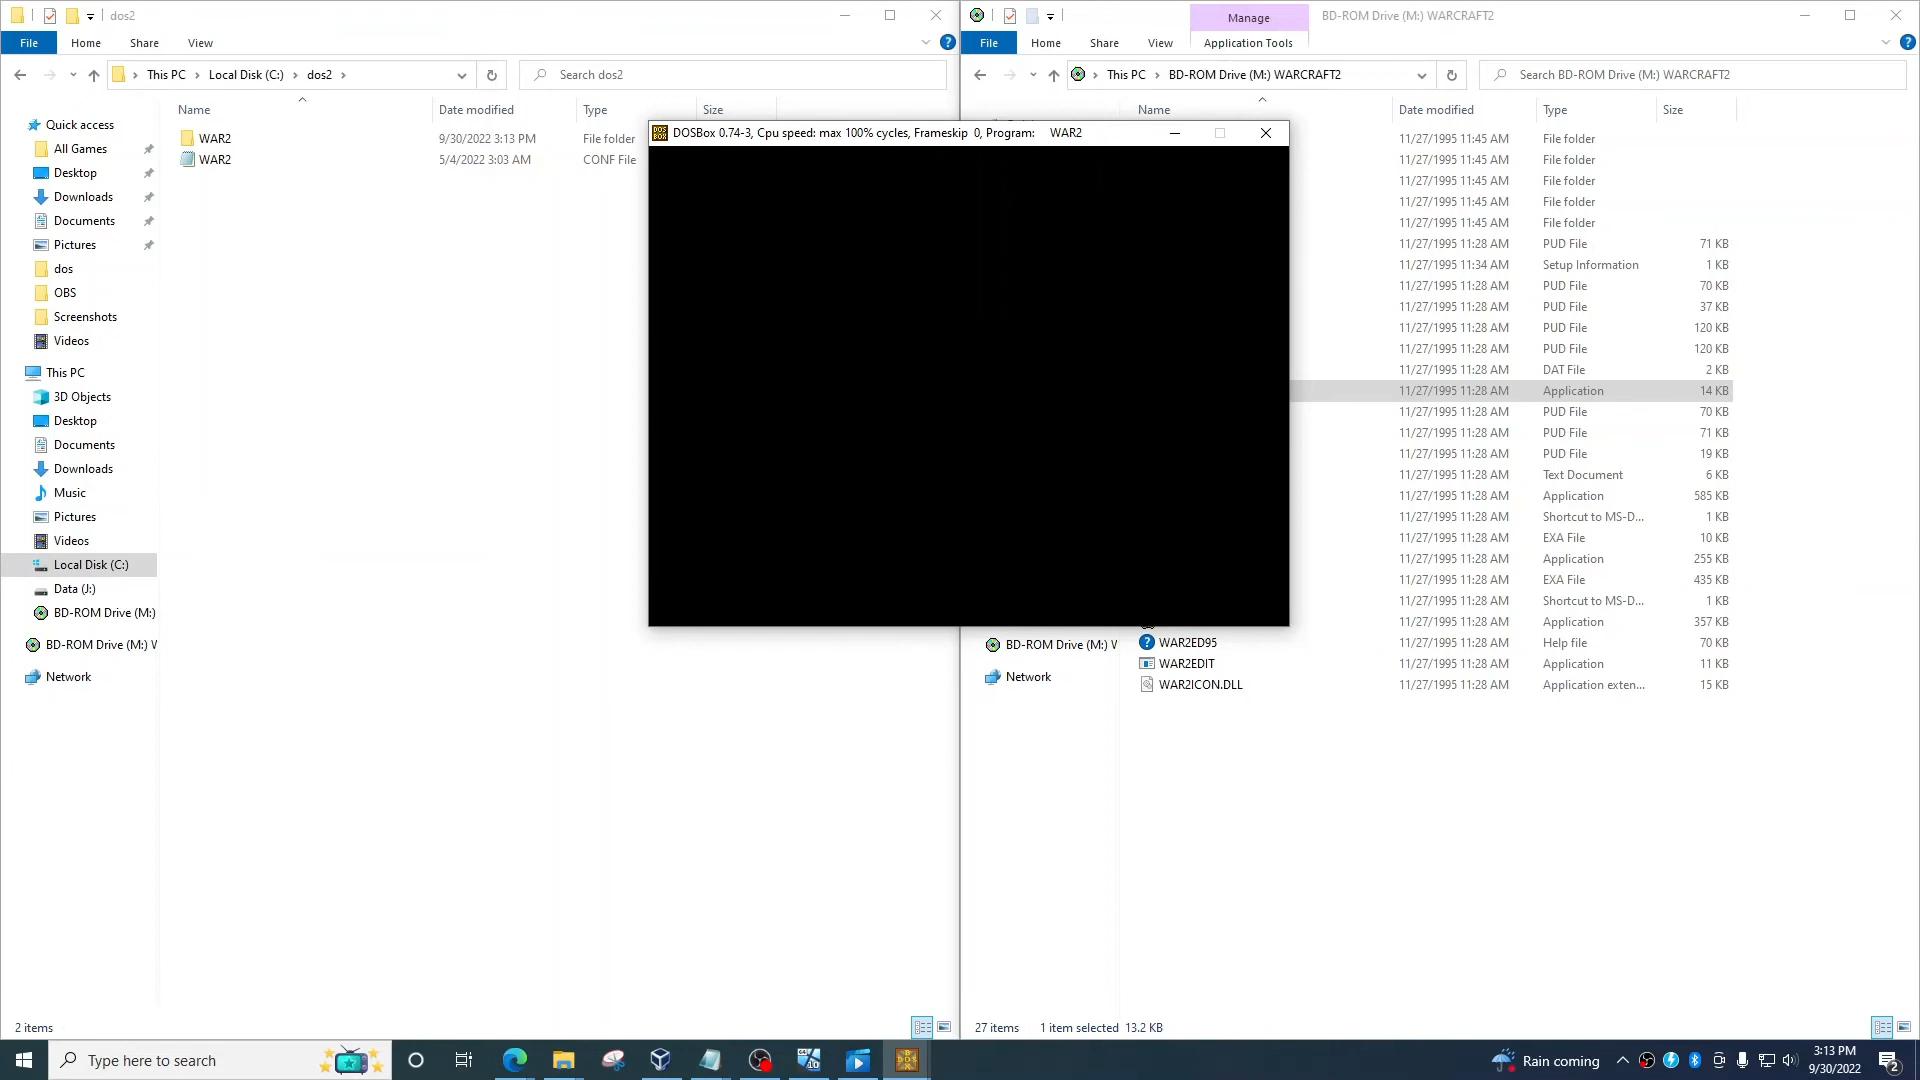 dos2
File
Home
Share
View
This PC
Local Disk (C:)
dos2
Search dos2
Name
Date modified
Type
Size
WAR2
9/30/2022 3:13 PM
File folder
WAR2
5/4/2022 3:03 AM
CONF File
Quick access
All Games
Desktop
Downloads
Documents
Pictures
dos
OBS
Screenshots
Videos
This PC
3D Objects
Desktop
Documents
Downloads
Music
Pictures
Videos
Local Disk (C:)
Data (J:)
BD-ROM Drive (M:)
BD-ROM Drive (M:) W
Network
2 items
DOSBox 0.74-3, Cpu speed: max 100% cycles, Frameskip 0, Program: WAR2
Manage
BD-ROM Drive (M:) WARCRAFT2
File
Home
Share
View
Application Tools
This PC
BD-ROM Drive (M:) WARCRAFT2
Search BD-ROM Drive (M:) WARCRAFT2
Name
Date modified
Type
Size
11/27/1995 11:45 AM File folder
11/27/1995 11:45 AM File folder
11/27/1995 11:45 AM File folder
11/27/1995 11:45 AM File folder
11/27/1995 11:45 AM File folder
11/27/1995 11:28 AM PUD File 71 KB
11/27/1995 11:34 AM Setup Information 1 KB
11/27/1995 11:28 AM PUD File 70 KB
11/27/1995 11:28 AM PUD File 37 KB
11/27/1995 11:28 AM PUD File 120 KB
11/27/1995 11:28 AM PUD File 120 KB
11/27/1995 11:28 AM DAT File 2 KB
11/27/1995 11:28 AM Application 14 KB
11/27/1995 11:28 AM PUD File 70 KB
11/27/1995 11:28 AM PUD File 71 KB
11/27/1995 11:28 AM PUD File 19 KB
11/27/1995 11:28 AM Text Document 6 KB
11/27/1995 11:28 AM Application 585 KB
11/27/1995 11:28 AM Shortcut to MS-D... 1 KB
11/27/1995 11:28 AM EXA File 10 KB
11/27/1995 11:28 AM Application 255 KB
11/27/1995 11:28 AM EXA File 435 KB
11/27/1995 11:28 AM Shortcut to MS-D... 1 KB
11/27/1995 11:28 AM Application 357 KB
WAR2ED95 11/27/1995 11:28 AM Help file 70 KB
WAR2EDIT 11/27/1995 11:28 AM Application 11 KB
WAR2ICON.DLL 11/27/1995 11:28 AM Application exten... 15 KB
BD-ROM Drive (M:) W
Network
27 items 1 item selected 13.2 KB
Type here to search
Rain coming
3:13 PM
9/30/2022
2